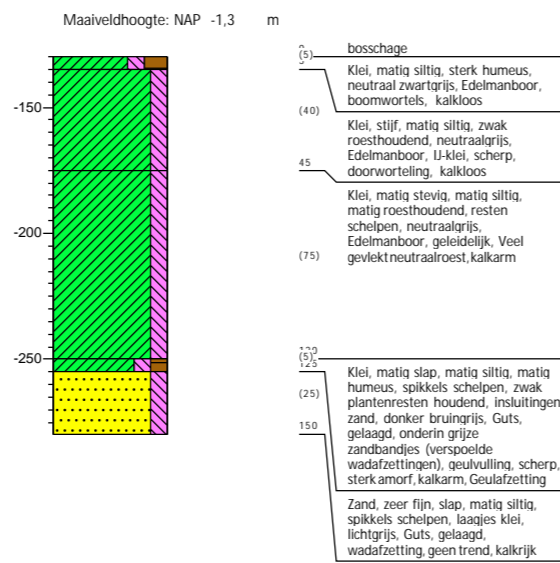 Maaiveldhoogte: NAP -1,3 m
bosschage
(5)
Klei, matig siltig, sterk humeus,
neutraal zwartgrijs, Edelmanboor,
boomwortels, kalkloos
-150
(40)
Klei, stijf, matig siltig, zwak
roesthoudend, neutraalgrijs,
Edelmanboor, IJ-klei, scherp,
doorworteling, kalkloos
45
Klei, matig stevig, matig siltig,
matig roesthoudend, resten
schelpen, neutraalgrijs,
Edelmanboor, geleidelijk, Veel
gevlektneutraalroest, kalkarm
-200
(75)
-250
(5)
125
Klei, matig slap, matig siltig, matig
humeus, spikkels schelpen, zwak
plantenresten houdend, insluitingen
zand, donker bruingrijs, Guts,
gelaagd, onderin grijze
zandbandjes (verspoelde
wadafzettingen), geulvulling, scherp,
sterk amorf, kalkarm, Geulafzetting
(25)
150
Zand, zeer fijn, slap, matig siltig,
spikkels schelpen, laagjes klei,
lichtgrijs, Guts, gelaagd,
wadafzetting, geen trend, kalkrijk